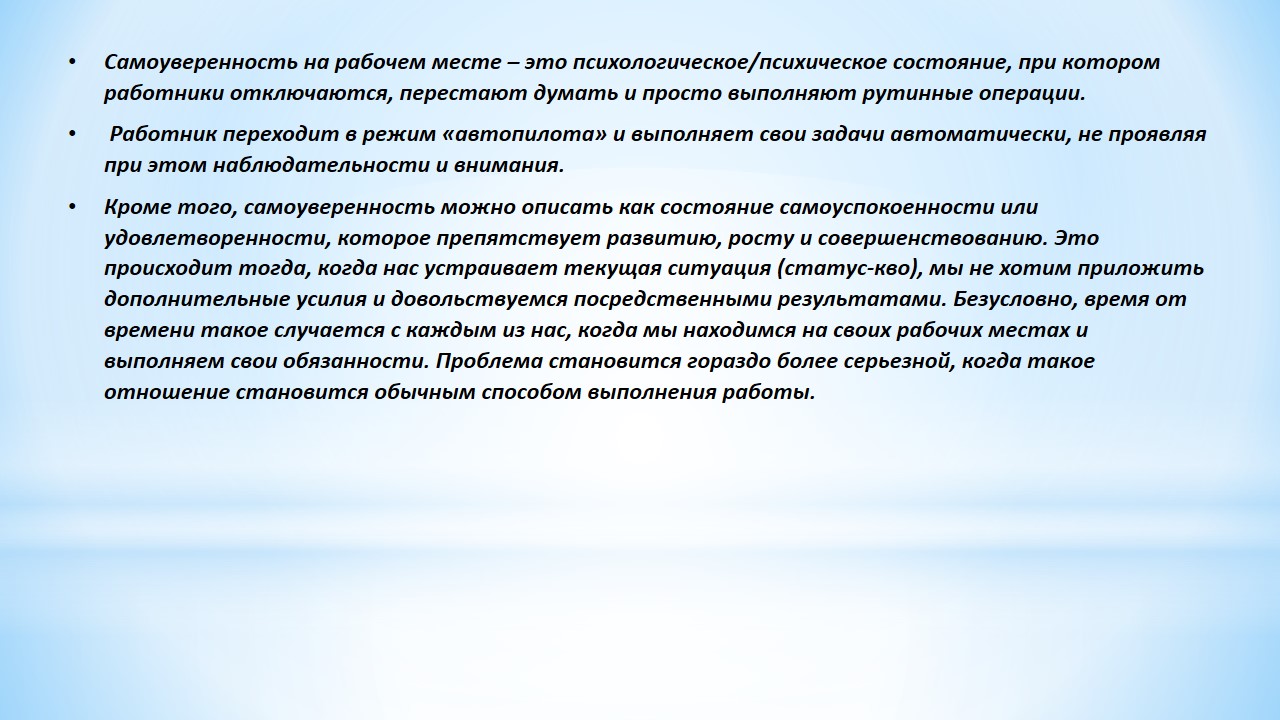 • Самоуверенность на рабочем месте – это психологическое/психическое состояние, при котором
работники отключаются, перестают думать и просто выполняют рутинные операции.
• Работник переходит в режим «автопилота» и выполняет свои задачи автоматически, не проявляя
при этом наблюдательности и внимания.
• Кроме того, самоуверенность можно описать как состояние самоуспокоенности или
удовлетворенности, которое препятствует развитию, росту и совершенствованию. Это
происходит тогда, когда нас устраивает текущая ситуация (статус-кво), мы не хотим приложить
дополнительные усилия и довольствуемся посредственными результатами. Безусловно, время от
времени такое случается с каждым из нас, когда мы находимся на своих рабочих местах и
выполняем свои обязанности. Проблема становится гораздо более серьезной, когда такое
отношение становится обычным способом выполнения работы.